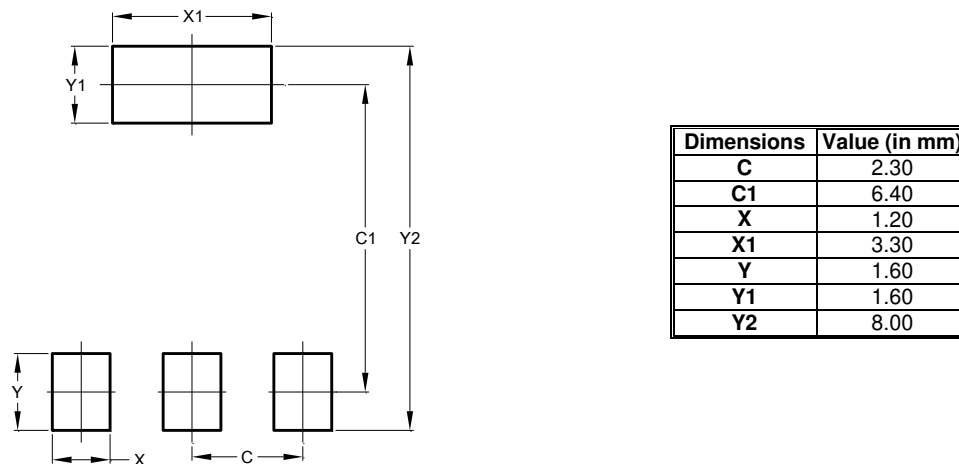 X1
Y1
C1
Y2
Y
X
C
Dimensions Value (in mm)
C 2.30
C1 6.40
X 1.20
X1 3.30
Y 1.60
Y1 1.60
Y2 8.00